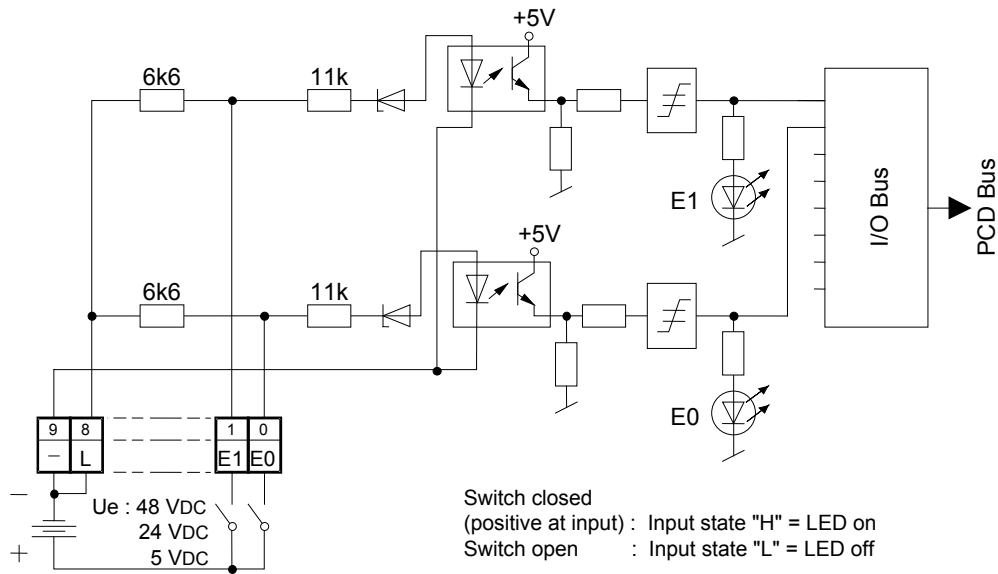 +5V
6k6
11k
E1
I/O Bus
PCD Bus
+5V
6k6
11k
E0
9 8 1 0
– L E1 E0
–
+
Ue : 48 VDC
24 VDC
5 VDC
Switch closed
(positive at input) : Input state "H" = LED on
Switch open : Input state "L" = LED off